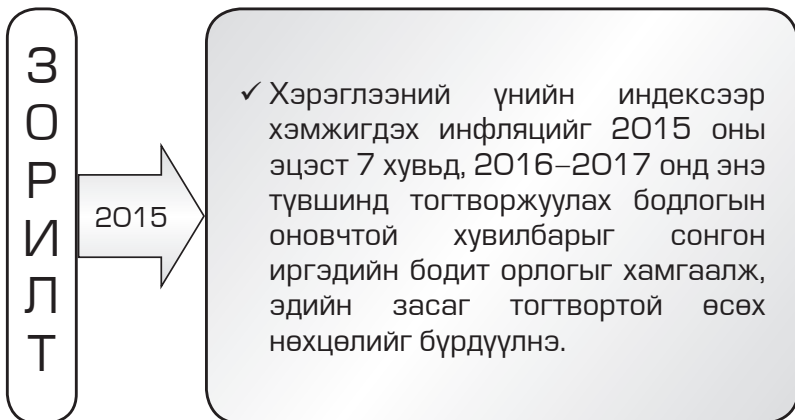 ЗОРИЛТ
2015
✓ Хэрэглээний үнийн индексээр
хэмжигдэх инфляцийг 2015 оны
эцэст 7 хувьд, 2016–2017 онд энэ
түвшинд тогтворжуулах бодлогын
оновчтой хувилбарыг сонгон
иргэдийн бодит орлогыг хамгаалж,
эдийн засаг тогтвортой өсөх
нөхцөлийг бүрдүүлнэ.